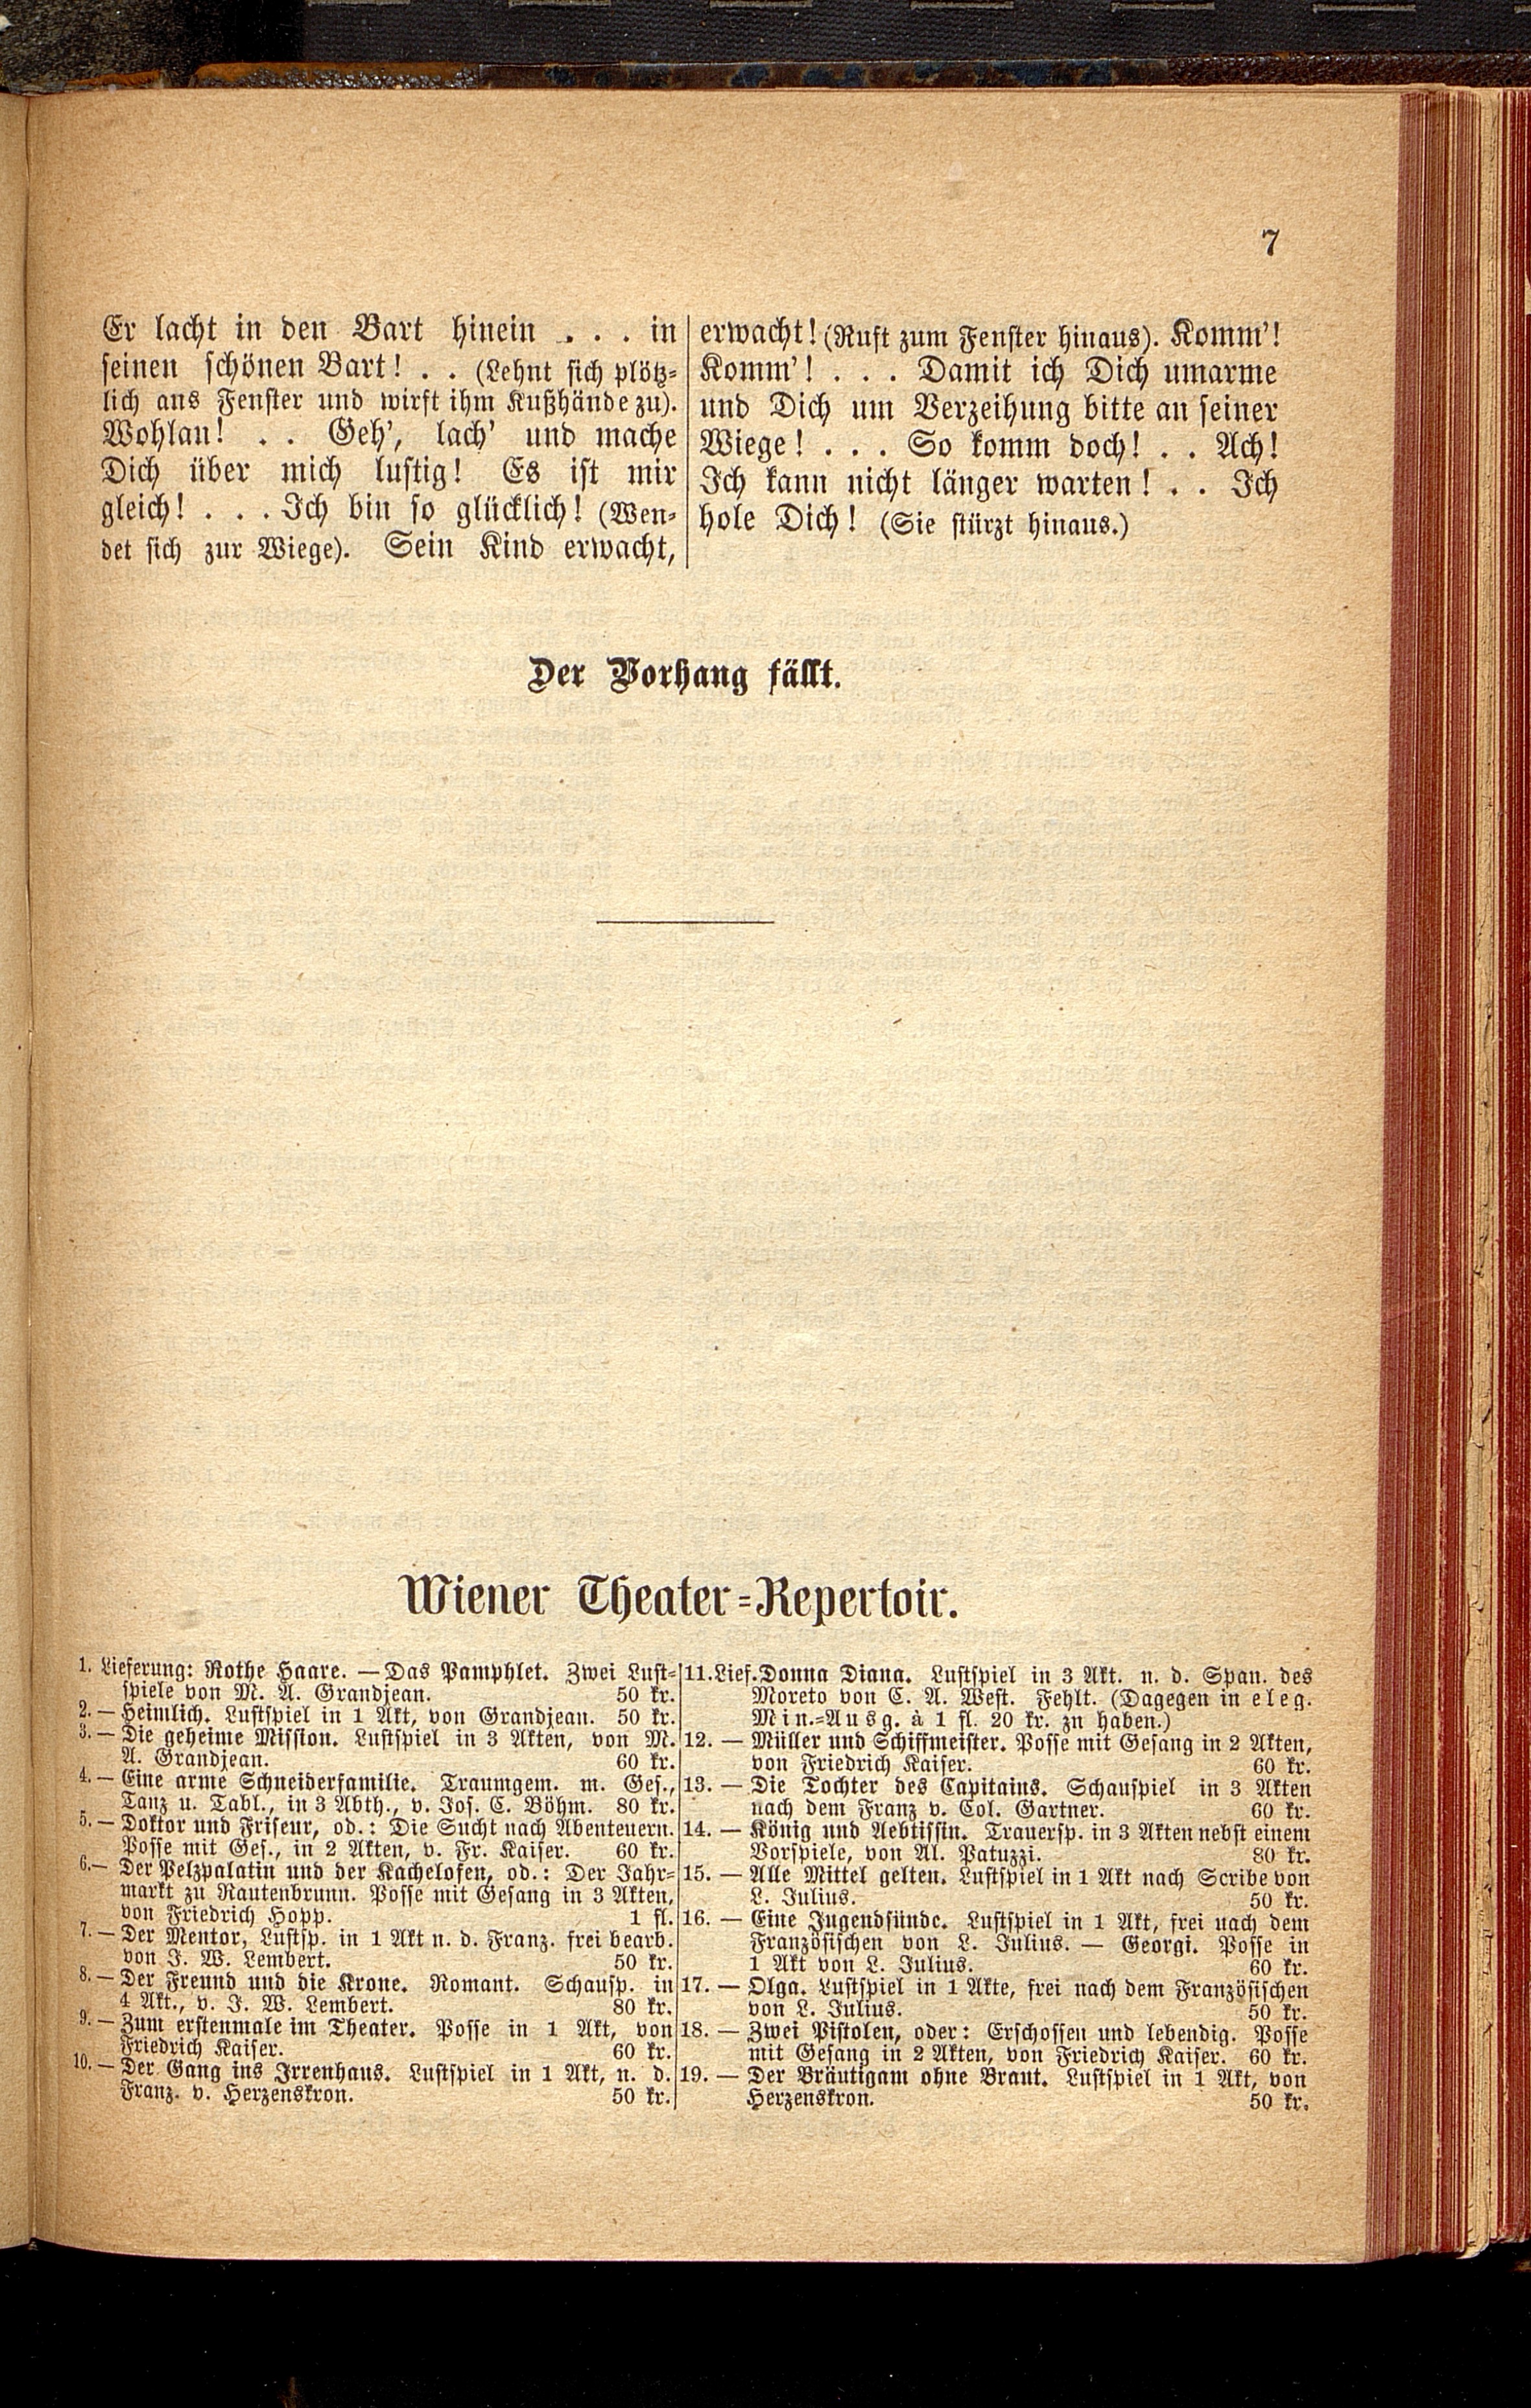 7
Er lacht in den Bart hinein . . . in
seinen schönen Bart! . . (Lehnt sich plötz-
lich ans Fenster und wirft ihm Kußhände zu).
Wohlan! . . Geh', lach' und mache
Dich über mich lustig! Es ist mir
gleich! . . . Ich bin so glücklich! (Wen-
det sich zur Wiege). Sein Kind erwacht,
erwacht! (Ruft zum Fenster hinaus). Komm'!
Komm'! . . . Damit ich Dich umarme
und Dich um Verzeihung bitte an seiner
Wiege! . . . So komm doch! . . Ach!
Ich kann nicht länger warten! . . Ich
hole Dich! (Sie stürzt hinaus.)
Der Vorhang fällt.
Wiener Theater-Repertoir.
1. Lieferung: Rothe Haare. — Das Pamphlet. Zwei Lust-
spiele von M. A. Grandjean. 50 kr.
2. — Heimlich. Lustspiel in 1 Akt, von Grandjean. 50 kr.
3. — Die geheime Mission. Lustspiel in 3 Akten, von M.
A. Grandjean. 60 kr.
4. — Eine arme Schneiderfamilie. Traumgem. m. Ges.,
Tanz u. Tabl., in 3 Abth., v. Jos. C. Böhm. 80 kr.
5. — Doktor und Friseur, od.: Die Sucht nach Abenteuern.
Posse mit Ges., in 2 Akten, v. Fr. Kaiser. 60 kr.
6. — Der Pelzpalatin und der Kachelofen, od.: Der Jahr-
markt zu Rautenbrunn. Posse mit Gesang in 3 Akten,
von Friedrich Hopp. 1 fl.
7. — Der Mentor, Lustsp. in 1 Akt n. d. Franz. frei bearb.
von J. W. Lembert. 50 kr.
8. — Der Freund und die Krone. Romant. Schausp. in
4 Akt., v. J. W. Lembert. 80 kr.
9. — Zum erstenmale im Theater. Posse in 1 Akt, von
Friedrich Kaiser. 60 kr.
10. — Der Gang ins Irrenhaus. Lustspiel in 1 Akt, n. d.
Franz. v. Herzenskron. 50 kr.
11. Lief. Donna Diana. Lustspiel in 3 Akt. n. d. Span. des
Moreto von C. A. West. Fehlt. (Dagegen in eleg.
Min.-Ausg. à 1 fl. 20 kr. zu haben.)
12. — Müller und Schiffmeister. Posse mit Gesang in 2 Akten,
von Friedrich Kaiser. 60 kr.
13. — Die Tochter des Capitains. Schauspiel in 3 Akten
nach dem Franz v. Col. Gartner. 60 kr.
14. — König und Aebtissin. Trauersp. in 3 Akten nebst einem
Vorspiele, von Al. Patuzzi. 80 kr.
15. — Alle Mittel gelten. Lustspiel in 1 Akt nach Scribe von
L. Julius. 50 kr.
16. — Eine Jugendsünde. Lustspiel in 1 Akt, frei nach dem
Französischen von L. Julius. — Georgi. Posse in
1 Akt von L. Julius. 60 kr.
17. — Olga. Lustspiel in 1 Akte, frei nach dem Französischen
von L. Julius. 50 kr.
18. — Zwei Pistolen, oder: Erschossen und lebendig. Posse
mit Gesang in 2 Akten, von Friedrich Kaiser. 60 kr.
19. — Der Bräutigam ohne Braut. Lustspiel in 1 Akt, von
Herzenskron. 50 kr.